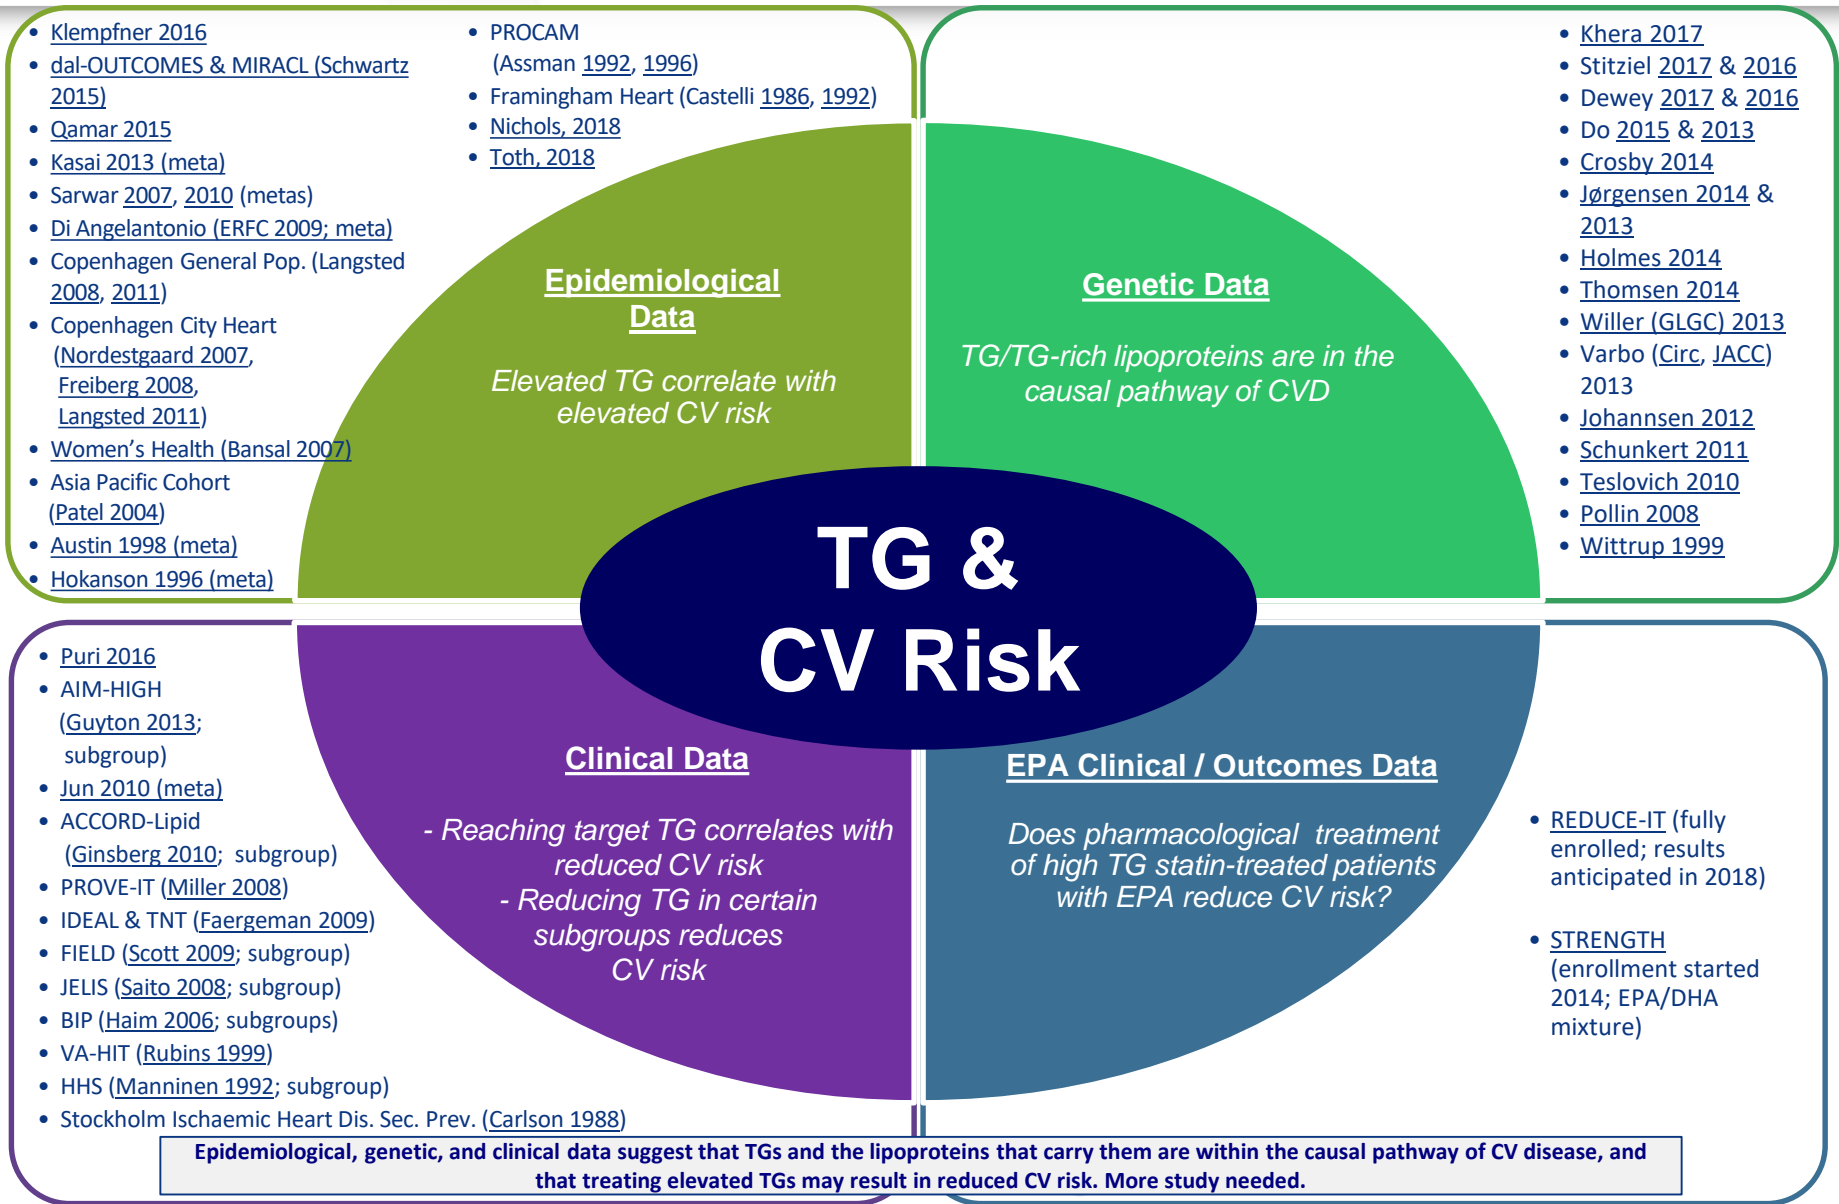 • Klempfner 2016
• dal-OUTCOMES & MIRACL (Schwartz
2015)
• Qamar 2015
• Kasai 2013 (meta)
• Sarwar 2007, 2010 (metas)
• Di Angelantonio (ERFC 2009; meta)
• Copenhagen General Pop. (Langsted
2008, 2011)
• Copenhagen City Heart
(Nordestgaard 2007,
Freiberg 2008,
Langsted 2011)
• Women's Health (Bansal 2007)
• Asia Pacific Cohort
(Patel 2004)
• Austin 1998 (meta)
• Hokanson 1996 (meta)
• PROCAM
(Assman 1992, 1996)
• Framingham Heart (Castelli 1986, 1992)
• Nichols, 2018
• Toth, 2018
Epidemiological
Data
Elevated TG correlate with
elevated CV risk
Genetic Data
TG/TG-rich lipoproteins are in the
causal pathway of CVD
• Khera 2017
• Stitziel 2017 & 2016
• Dewey 2017 & 2016
• Do 2015 & 2013
• Crosby 2014
• Jørgensen 2014 &
2013
• Holmes 2014
• Thomsen 2014
• Willer (GLGC) 2013
• Varbo (Circ, JACC)
2013
• Johannsen 2012
• Schunkert 2011
• Teslovich 2010
• Pollin 2008
• Wittrup 1999
TG &
CV Risk
• Puri 2016
• AIM-HIGH
(Guyton 2013;
subgroup)
• Jun 2010 (meta)
• ACCORD-Lipid
(Ginsberg 2010; subgroup)
• PROVE-IT (Miller 2008)
• IDEAL & TNT (Faergeman 2009)
• FIELD (Scott 2009; subgroup)
• JELIS (Saito 2008; subgroup)
• BIP (Haim 2006; subgroups)
• VA-HIT (Rubins 1999)
• HHS (Manninen 1992; subgroup)
• Stockholm Ischaemic Heart Dis. Sec. Prev. (Carlson 1988)
Clinical Data
- Reaching target TG correlates with
reduced CV risk
- Reducing TG in certain
subgroups reduces
CV risk
EPA Clinical / Outcomes Data
Does pharmacological treatment
of high TG statin-treated patients
with EPA reduce CV risk?
• REDUCE-IT (fully
enrolled; results
anticipated in 2018)
• STRENGTH
(enrollment started
2014; EPA/DHA
mixture)
Epidemiological, genetic, and clinical data suggest that TGs and the lipoproteins that carry them are within the causal pathway of CV disease, and
that treating elevated TGs may result in reduced CV risk. More study needed.